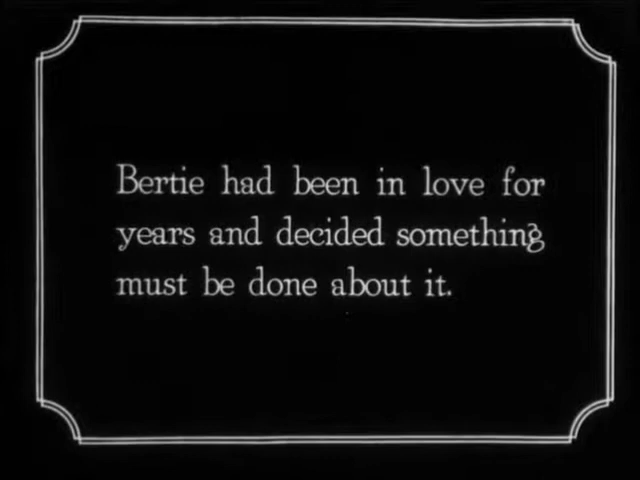 Bertie had been in love for
years and decided something
must be done about it.